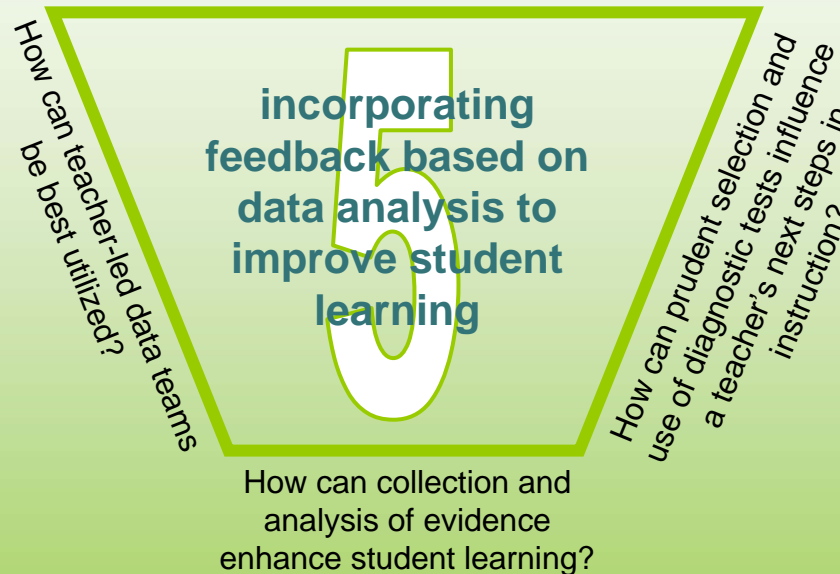 5
incorporating
feedback based on
data analysis to
improve student
learning
How can teacher-led data teams
be best utilized?
How can prudent selection and
use of diagnostic tests influence
a teacher's next steps in
instruction?
How can collection and
analysis of evidence
enhance student learning?